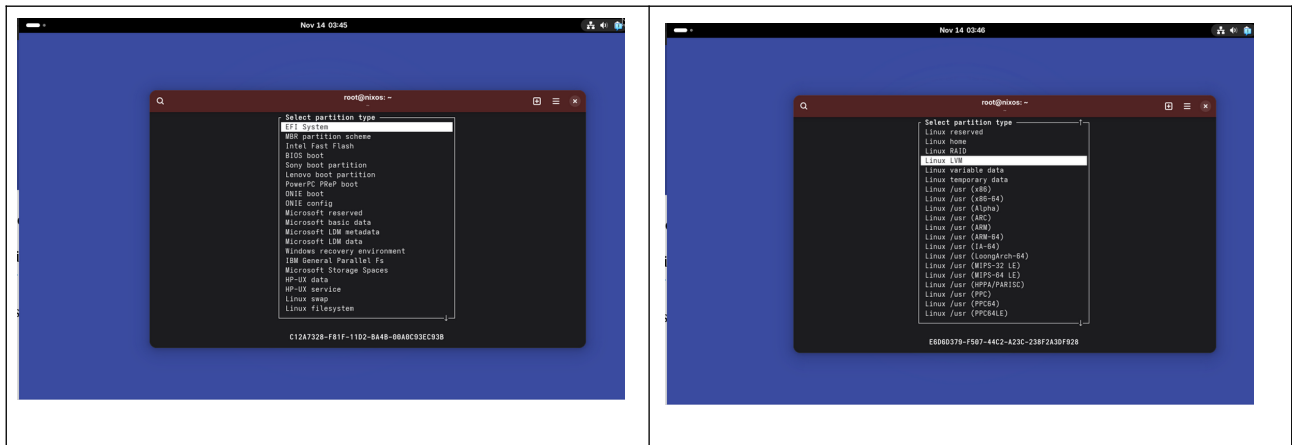 Nov 14 03:45
root@nixos: ~
Select partition type
EFI System
MBR partition scheme
Intel Fast Flash
BIOS boot
Sony boot partition
Lenovo boot partition
PowerPC PReP boot
ONIE boot
ONIE config
Microsoft reserved
Microsoft basic data
Microsoft LDM metadata
Microsoft LDM data
Windows recovery environment
IBM General Parallel Fs
Microsoft Storage Spaces
HP-UX data
HP-UX service
Linux swap
Linux filesystem
C12A7328-F81F-11D2-BA4B-00A0C93EC93B
Nov 14 03:46
root@nixos: ~
Select partition type
Linux reserved
Linux home
Linux RAID
Linux LVM
Linux variable data
Linux temporary data
Linux /usr (x86)
Linux /usr (x86-64)
Linux /usr (Alpha)
Linux /usr (ARC)
Linux /usr (ARM)
Linux /usr (ARM-64)
Linux /usr (IA-64)
Linux /usr (LoongArch-64)
Linux /usr (MIPS-32 LE)
Linux /usr (MIPS-64 LE)
Linux /usr (HPPA/PARISC)
Linux /usr (PPC)
Linux /usr (PPC64)
Linux /usr (PPC64LE)
E6D6D379-F507-44C2-A23C-238F2A3DF928